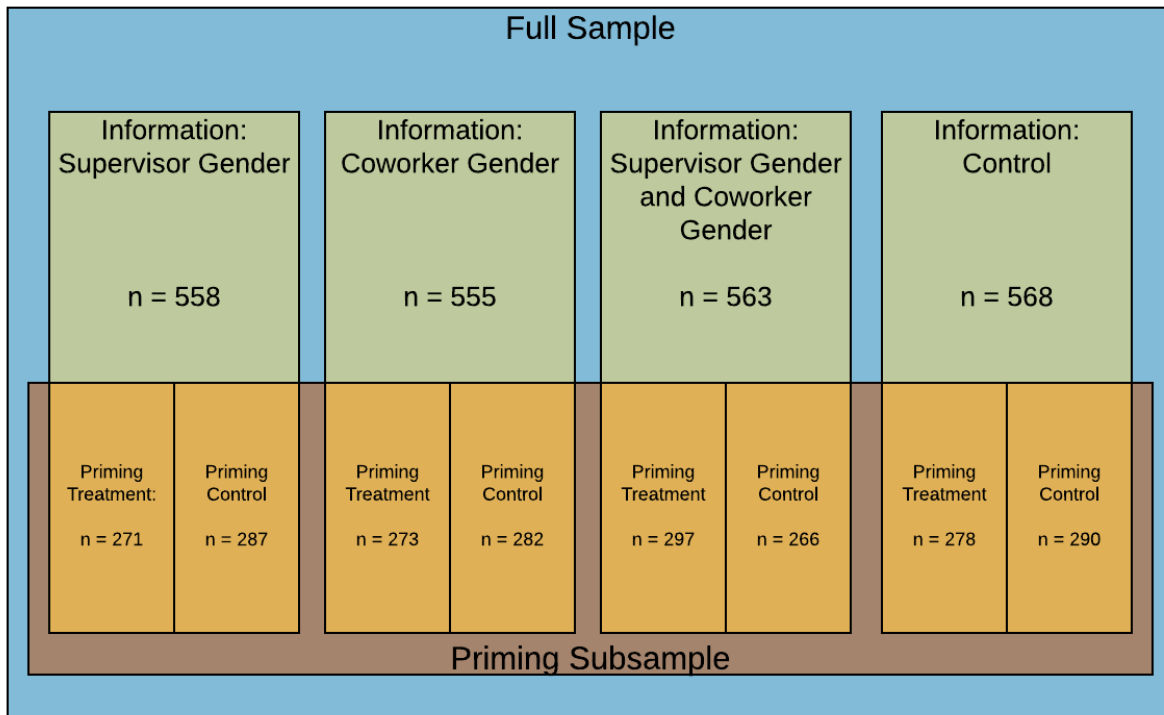 Full Sample
Information:
Supervisor Gender
n = 558
Information:
Coworker Gender
n = 555
Information:
Supervisor Gender
and Coworker
Gender
n = 563
Information:
Control
n = 568
Priming
Treatment:
n = 271
Priming
Control
n = 287
Priming
Treatment
n = 273
Priming
Control
n = 282
Priming
Treatment
n = 297
Priming
Control
n = 266
Priming
Treatment
n = 278
Priming
Control
n = 290
Priming Subsample